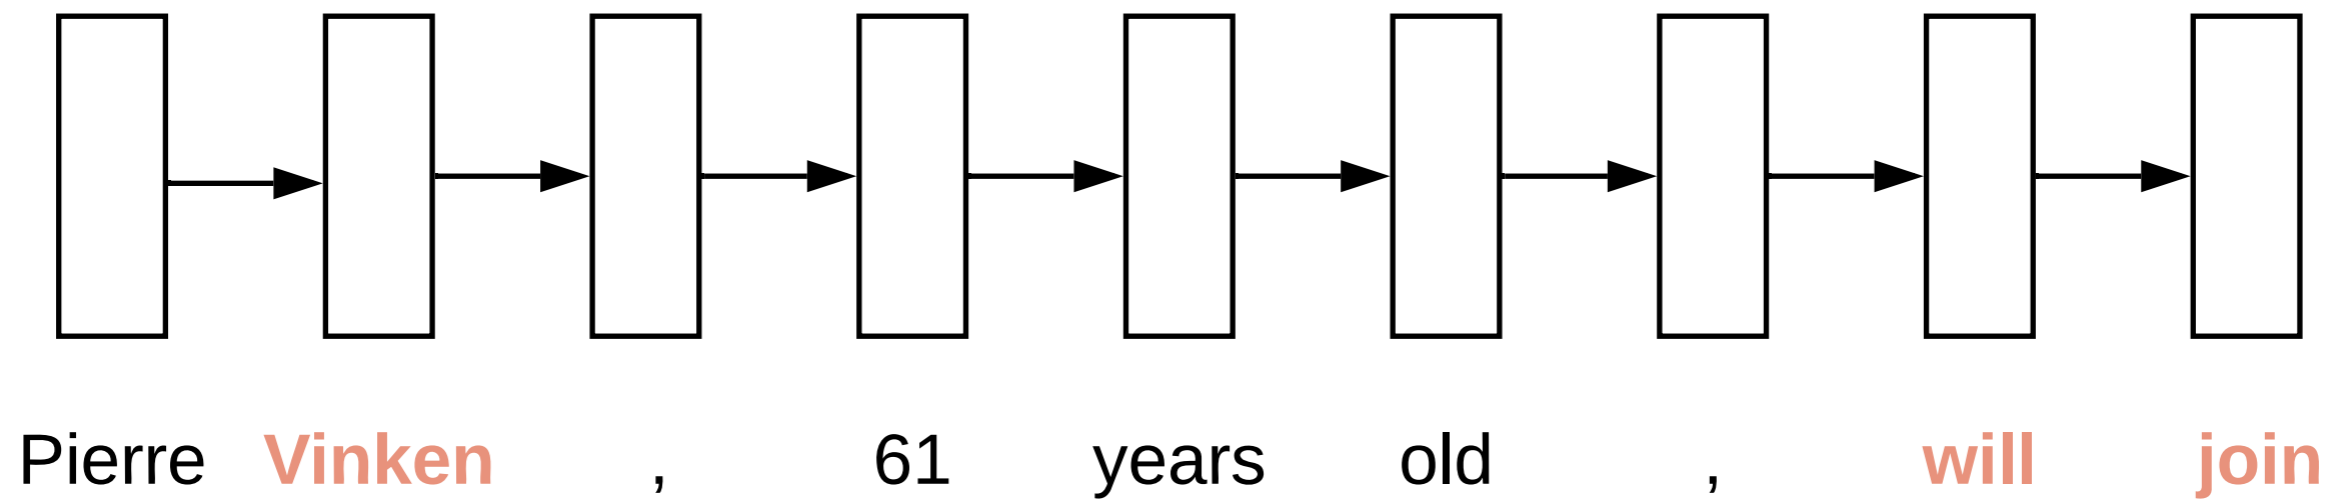 Pierre Vinken , 61 years old , will join